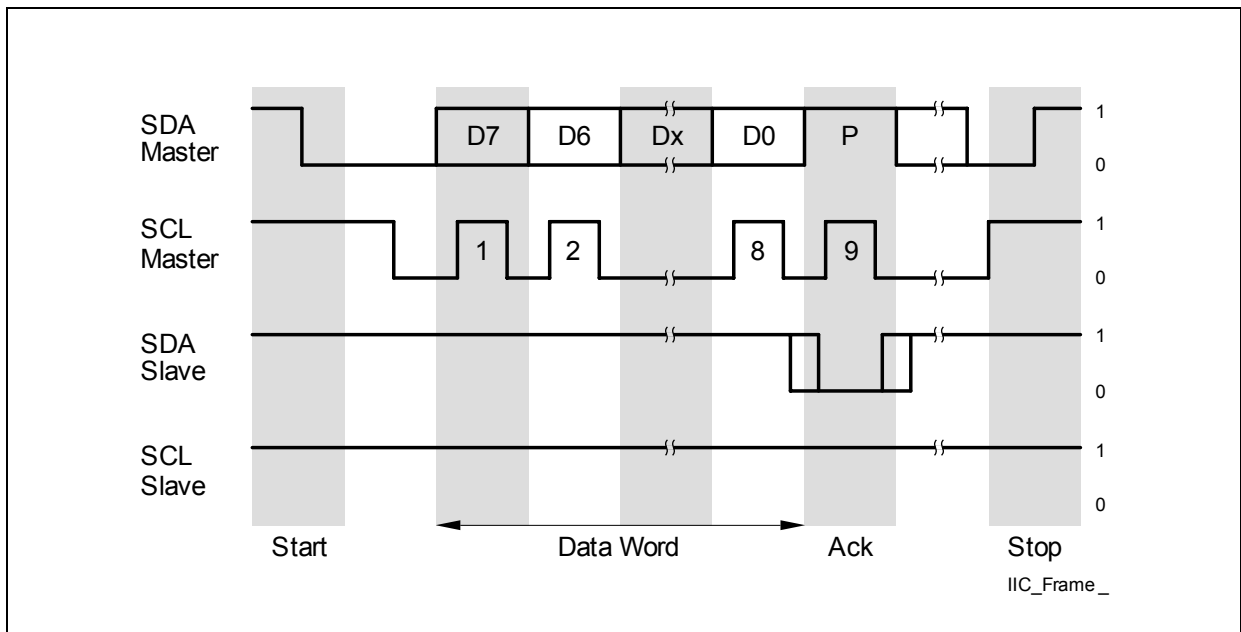 SDA
Master
D7 D6 Dx D0 P
1
0
SCL
Master
1 2 8 9
1
0
SDA
Slave
1
0
SCL
Slave
1
0
Start Data Word Ack Stop
IIC_Frame _